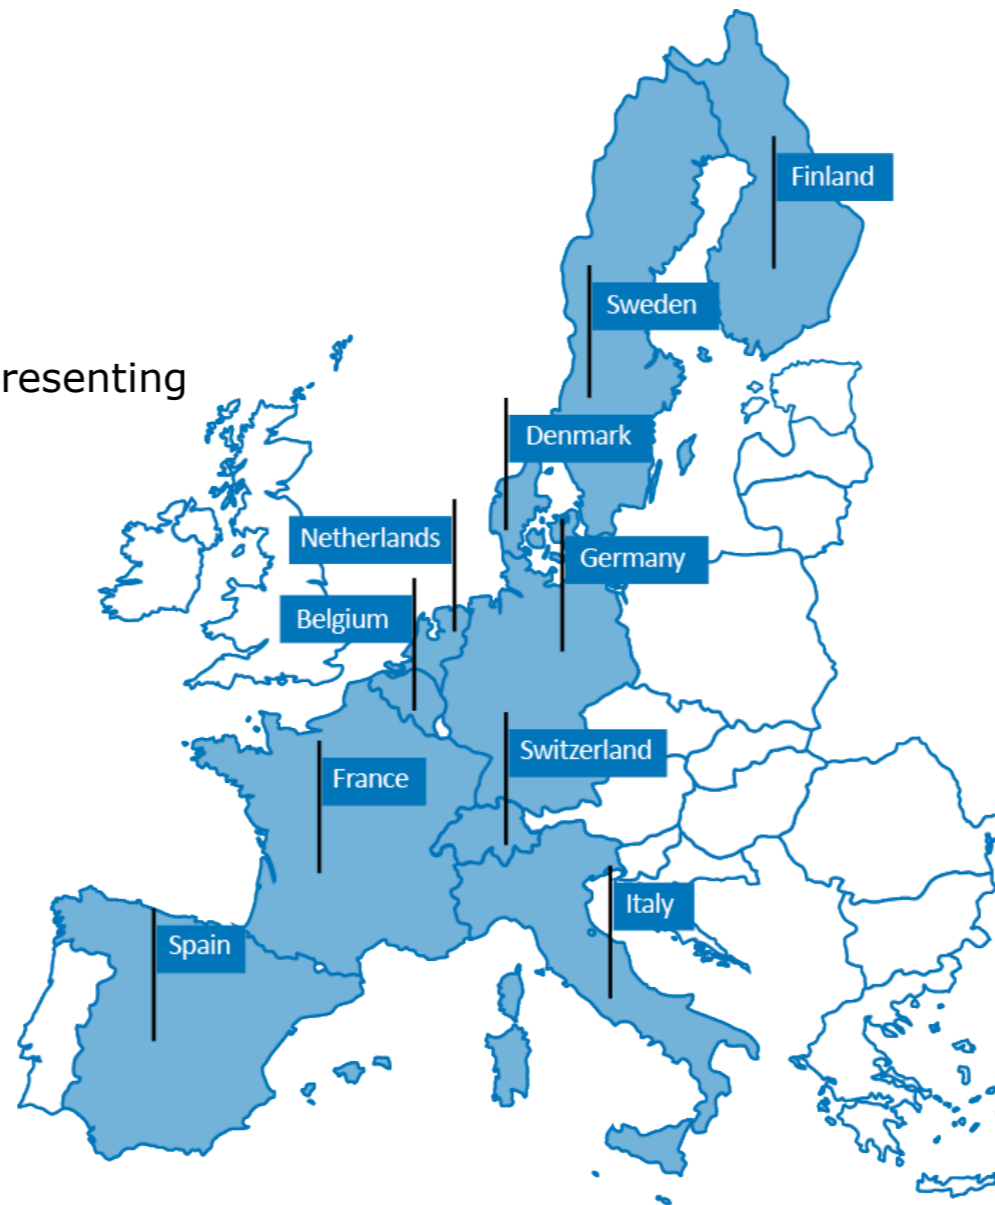 Finland
Sweden
resenting
Denmark
Netherlands
Germany
Belgium
Switzerland
France
Italy
Spain